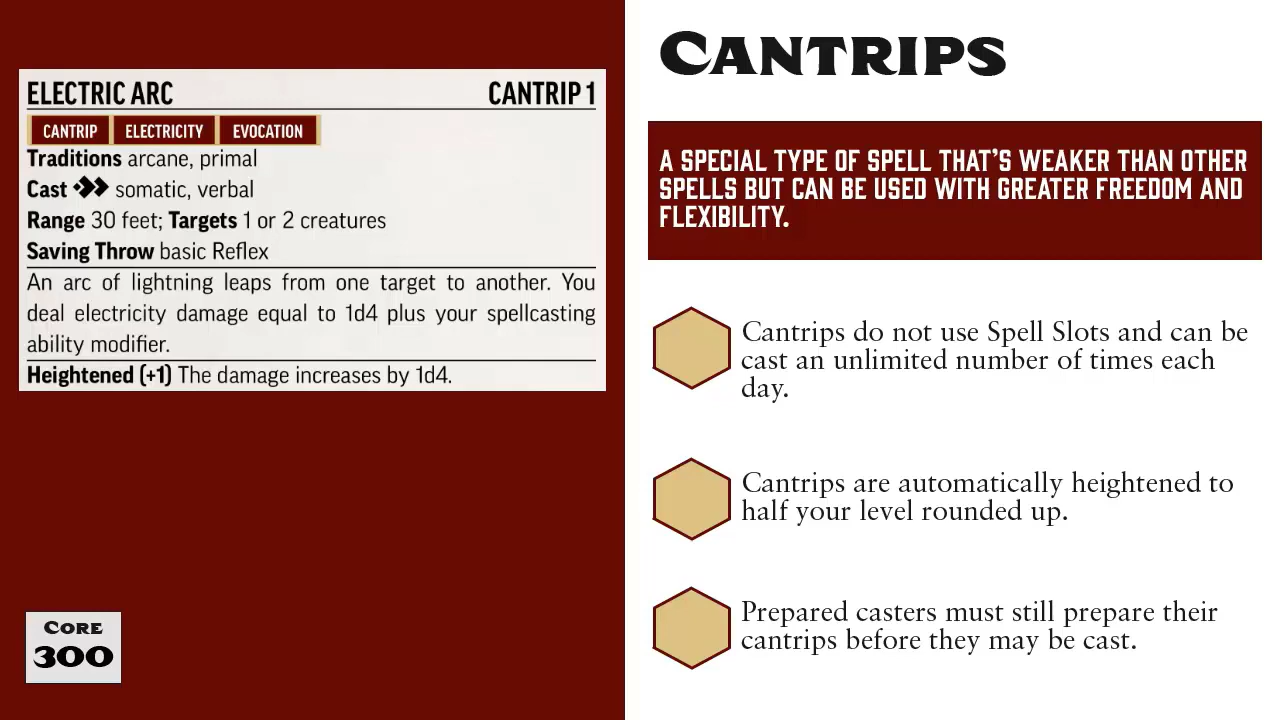 ELECTRIC ARC CANTRIP 1
CANTRIP ELECTRICITY EVOCATION
Traditions arcane, primal
Cast somatic, verbal
Range 30 feet; Targets 1 or 2 creatures
Saving Throw basic Reflex
An arc of lightning leaps from one target to another. You
deal electricity damage equal to 1d4 plus your spellcasting
ability modifier.
Heightened (+1) The damage increases by 1d4.
CORE
300
CANTRIPS
A SPECIAL TYPE OF SPELL THAT'S WEAKER THAN OTHER
SPELLS BUT CAN BE USED WITH GREATER FREEDOM AND
FLEXIBILITY.
Cantrips do not use Spell Slots and can be
cast an unlimited number of times each
day.
Cantrips are automatically heightened to
half your level rounded up.
Prepared casters must still prepare their
cantrips before they may be cast.